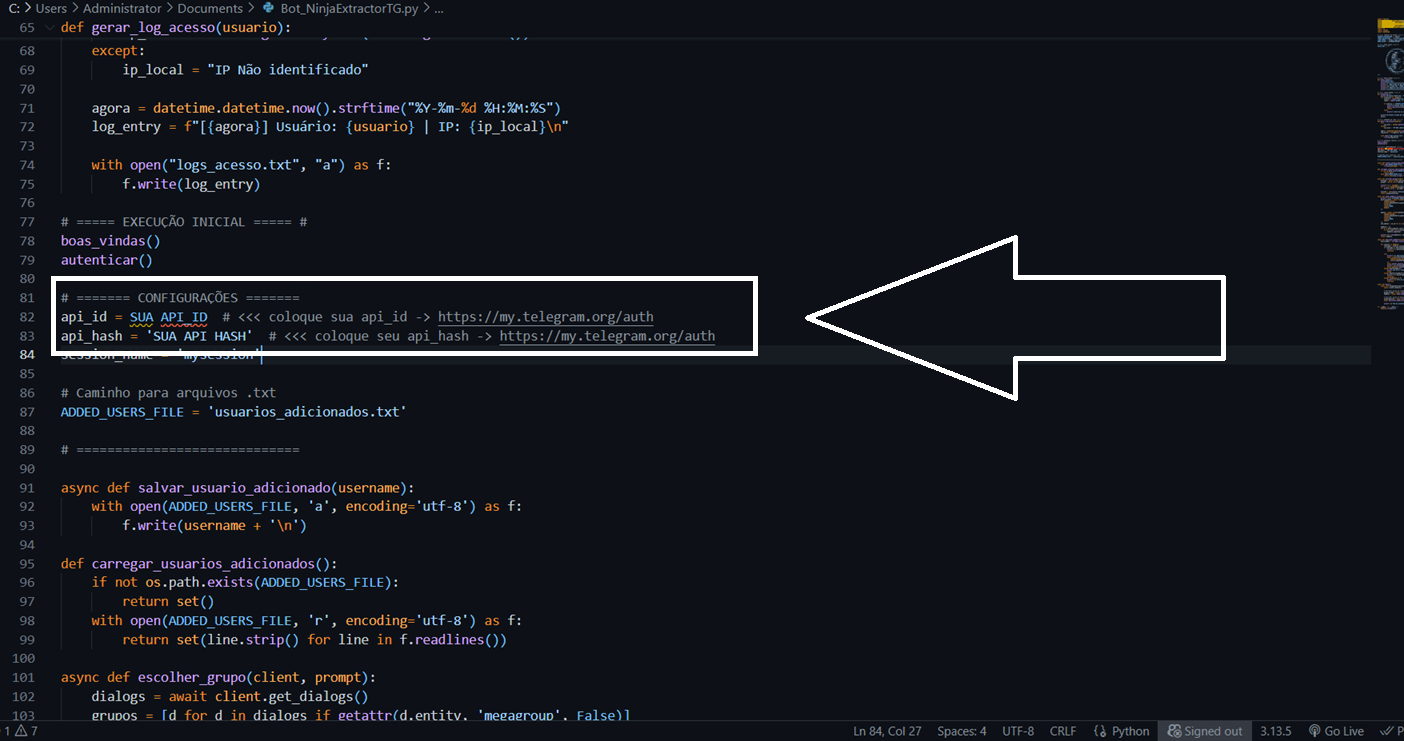 C: > Users > Administrator > Documents > Bot_NinjaExtractorTG.py > ...
65 def gerar_log_acesso(usuario):
68 except:
69 ip_local = "IP Não identificado"
70
71 agora = datetime.datetime.now().strftime("%Y-%m-%d %H:%M:%S")
72 log_entry = f"[{agora}] Usuário: {usuario} | IP: {ip_local}\n"
73
74 with open("logs_acesso.txt", "a") as f:
75 f.write(log_entry)
76
77 # ===== EXECUÇÃO INICIAL ===== #
78 boas_vindas()
79 autenticar()
80
81 # ======= CONFIGURAÇÕES =======
82 api_id = SUA API_ID # <<< coloque sua api_id -> https://my.telegram.org/auth
83 api_hash = 'SUA API HASH' # <<< coloque seu api_hash -> https://my.telegram.org/auth
84 session_name = 'mysession'
85
86 # Caminho para arquivos .txt
87 ADDED_USERS_FILE = 'usuarios_adicionados.txt'
88
89 # =============================
90
91 async def salvar_usuario_adicionado(username):
92 with open(ADDED_USERS_FILE, 'a', encoding='utf-8') as f:
93 f.write(username + '\n')
94
95 def carregar_usuarios_adicionados():
96 if not os.path.exists(ADDED_USERS_FILE):
97 return set()
98 with open(ADDED_USERS_FILE, 'r', encoding='utf-8') as f:
99 return set(line.strip() for line in f.readlines())
100
101 async def escolher_grupo(client, prompt):
102 dialogs = await client.get_dialogs()
103 grupos = [d for d in dialogs if getattr(d.entity, 'megagroup', False)]
1 7 Ln 84, Col 27 Spaces: 4 UTF-8 CRLF {} Python Signed out 3.13.5 Go Live